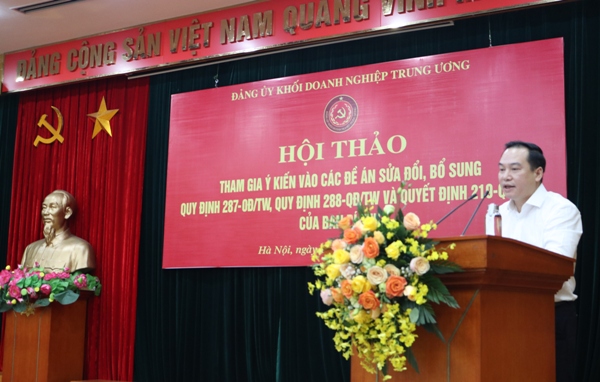 ĐẢNG CỘNG SẢN VIỆT NAM QUANG VINH
ĐẢNG ỦY KHỐI DOANH NGHIỆP TRUNG ƯƠNG
HỘI THẢO
THAM GIA Ý KIẾN VÀO CÁC ĐỀ ÁN SỬA ĐỔI, BỔ SUNG
QUY ĐỊNH 287-QĐ/TW, QUY ĐỊNH 288-QĐ/TW VÀ QUYẾT ĐỊNH 210-
CỦA
Hà Nội,